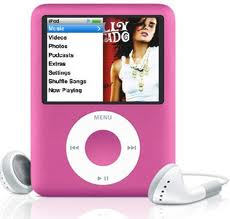 iPod
Music
Videos
Photos
Podcasts
Extras
Settings
Shuffle Songs
Now Playing
MENU